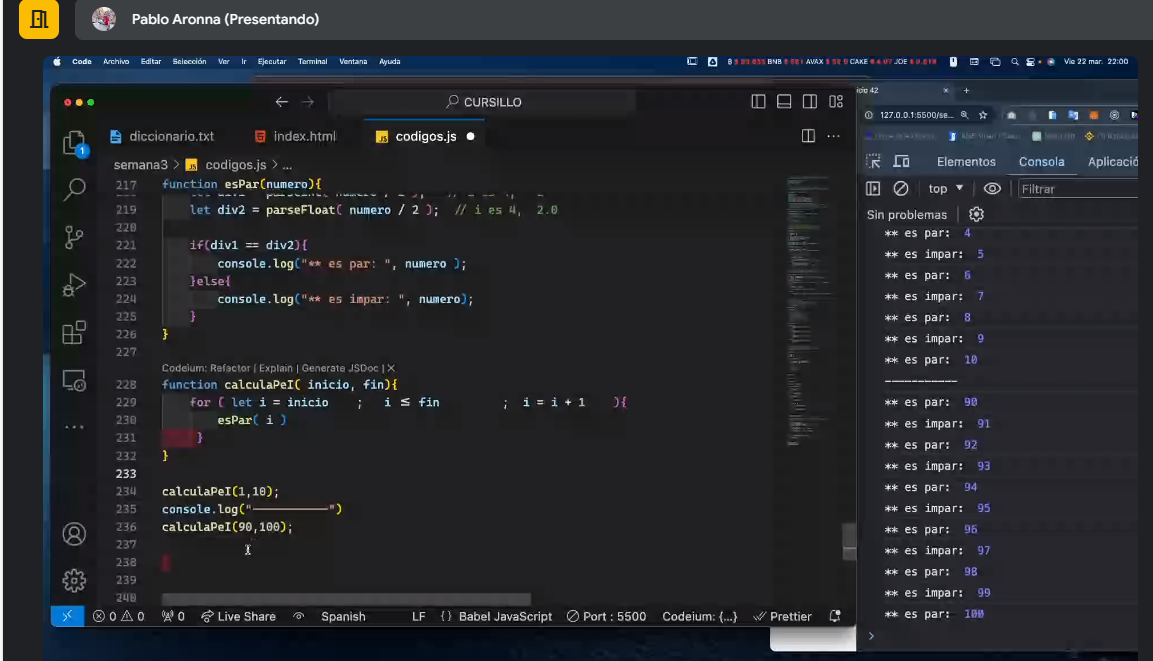 Pablo Aronna (Presentando)
Code Archivo Editar Selección Ver Ir Ejecutar Terminal Ventana Ayuda
Vie 22 mar. 22:00
CURSILLO
diccionario.txt
index.html
codigos.js
semana3 > codigos.js > ...
217 function esPar(numero){
219 let div2 = parseFloat( numero / 2 ); // i es 4, 2.0
220
221 if(div1 == div2){
222 console.log("** es par: ", numero );
223 }else{
224 console.log("** es impar: ", numero);
225 }
226 }
227
Codeium: Refactor | Explain | Generate JSDoc | X
228 function calculaPeI( inicio, fin){
229 for ( let i = inicio ; i ≤ fin ; i = i + 1 ){
230 esPar( i )
231 }
232 }
233
234 calculaPeI(1,10);
235 console.log("——————————")
236 calculaPeI(90,100);
237
238
239
240
0 0 0 Live Share Spanish LF {} Babel JavaScript Port : 5500 Codeium: {...} Prettier
127.0.0.1:5500/se...
Elementos Consola Aplicació
top Filtrar
Sin problemas
** es par: 4
** es impar: 5
** es par: 6
** es impar: 7
** es par: 8
** es impar: 9
** es par: 10
——————————
** es par: 90
** es impar: 91
** es par: 92
** es impar: 93
** es par: 94
** es impar: 95
** es par: 96
** es impar: 97
** es par: 98
** es impar: 99
** es par: 100